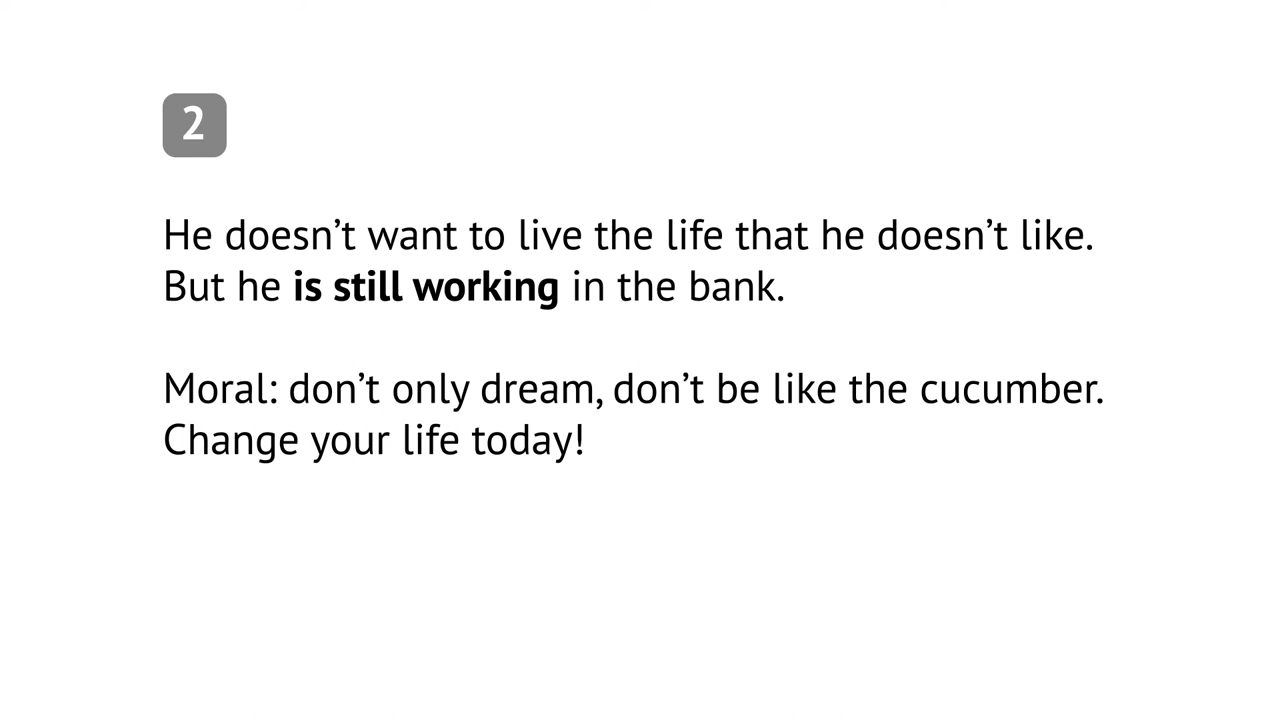 2
He doesn’t want to live the life that he doesn’t like.
But he is still working in the bank.
Moral: don’t only dream, don’t be like the cucumber.
Change your life today!